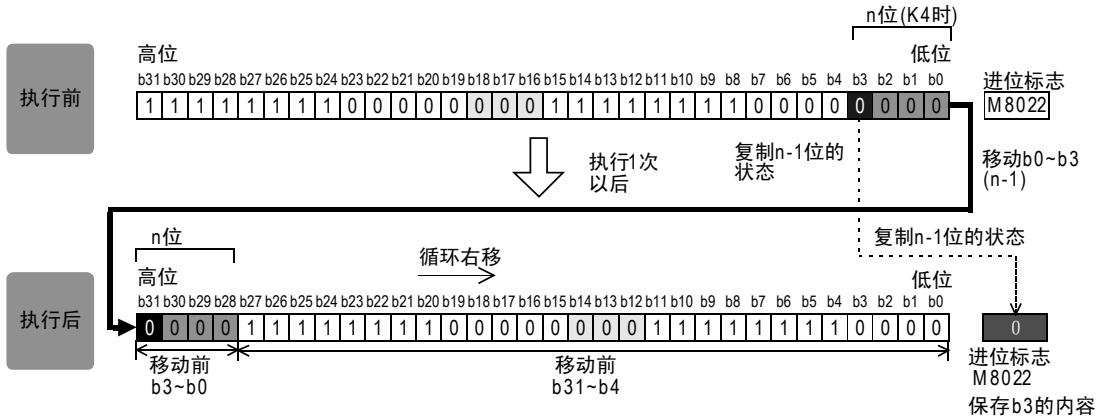 n位(K4时)
高位
低位
b31 b30 b29 b28 b27 b26 b25 b24 b23 b22 b21 b20 b19 b18 b17 b16 b15 b14 b13 b12 b11 b10 b9 b8 b7 b6 b5 b4 b3 b2 b1 b0
进位标志
执行前
1 1 1 1 1 1 1 1 0 0 0 0 0 0 0 0 1 1 1 1 1 1 1 1 0 0 0 0 0 0 0 0
M8022
执行1次
以后
复制n-1位的
状态
移动b0~b3
(n-1)
n位
循环右移
复制n-1位的状态
高位
低位
b31 b30 b29 b28 b27 b26 b25 b24 b23 b22 b21 b20 b19 b18 b17 b16 b15 b14 b13 b12 b11 b10 b9 b8 b7 b6 b5 b4 b3 b2 b1 b0
执行后
0 0 0 0 1 1 1 1 1 1 1 1 0 0 0 0 0 0 0 0 1 1 1 1 1 1 1 1 0 0 0 0
0
移动前
b3~b0
移动前
b31~b4
进位标志
M8022
保存b3的内容